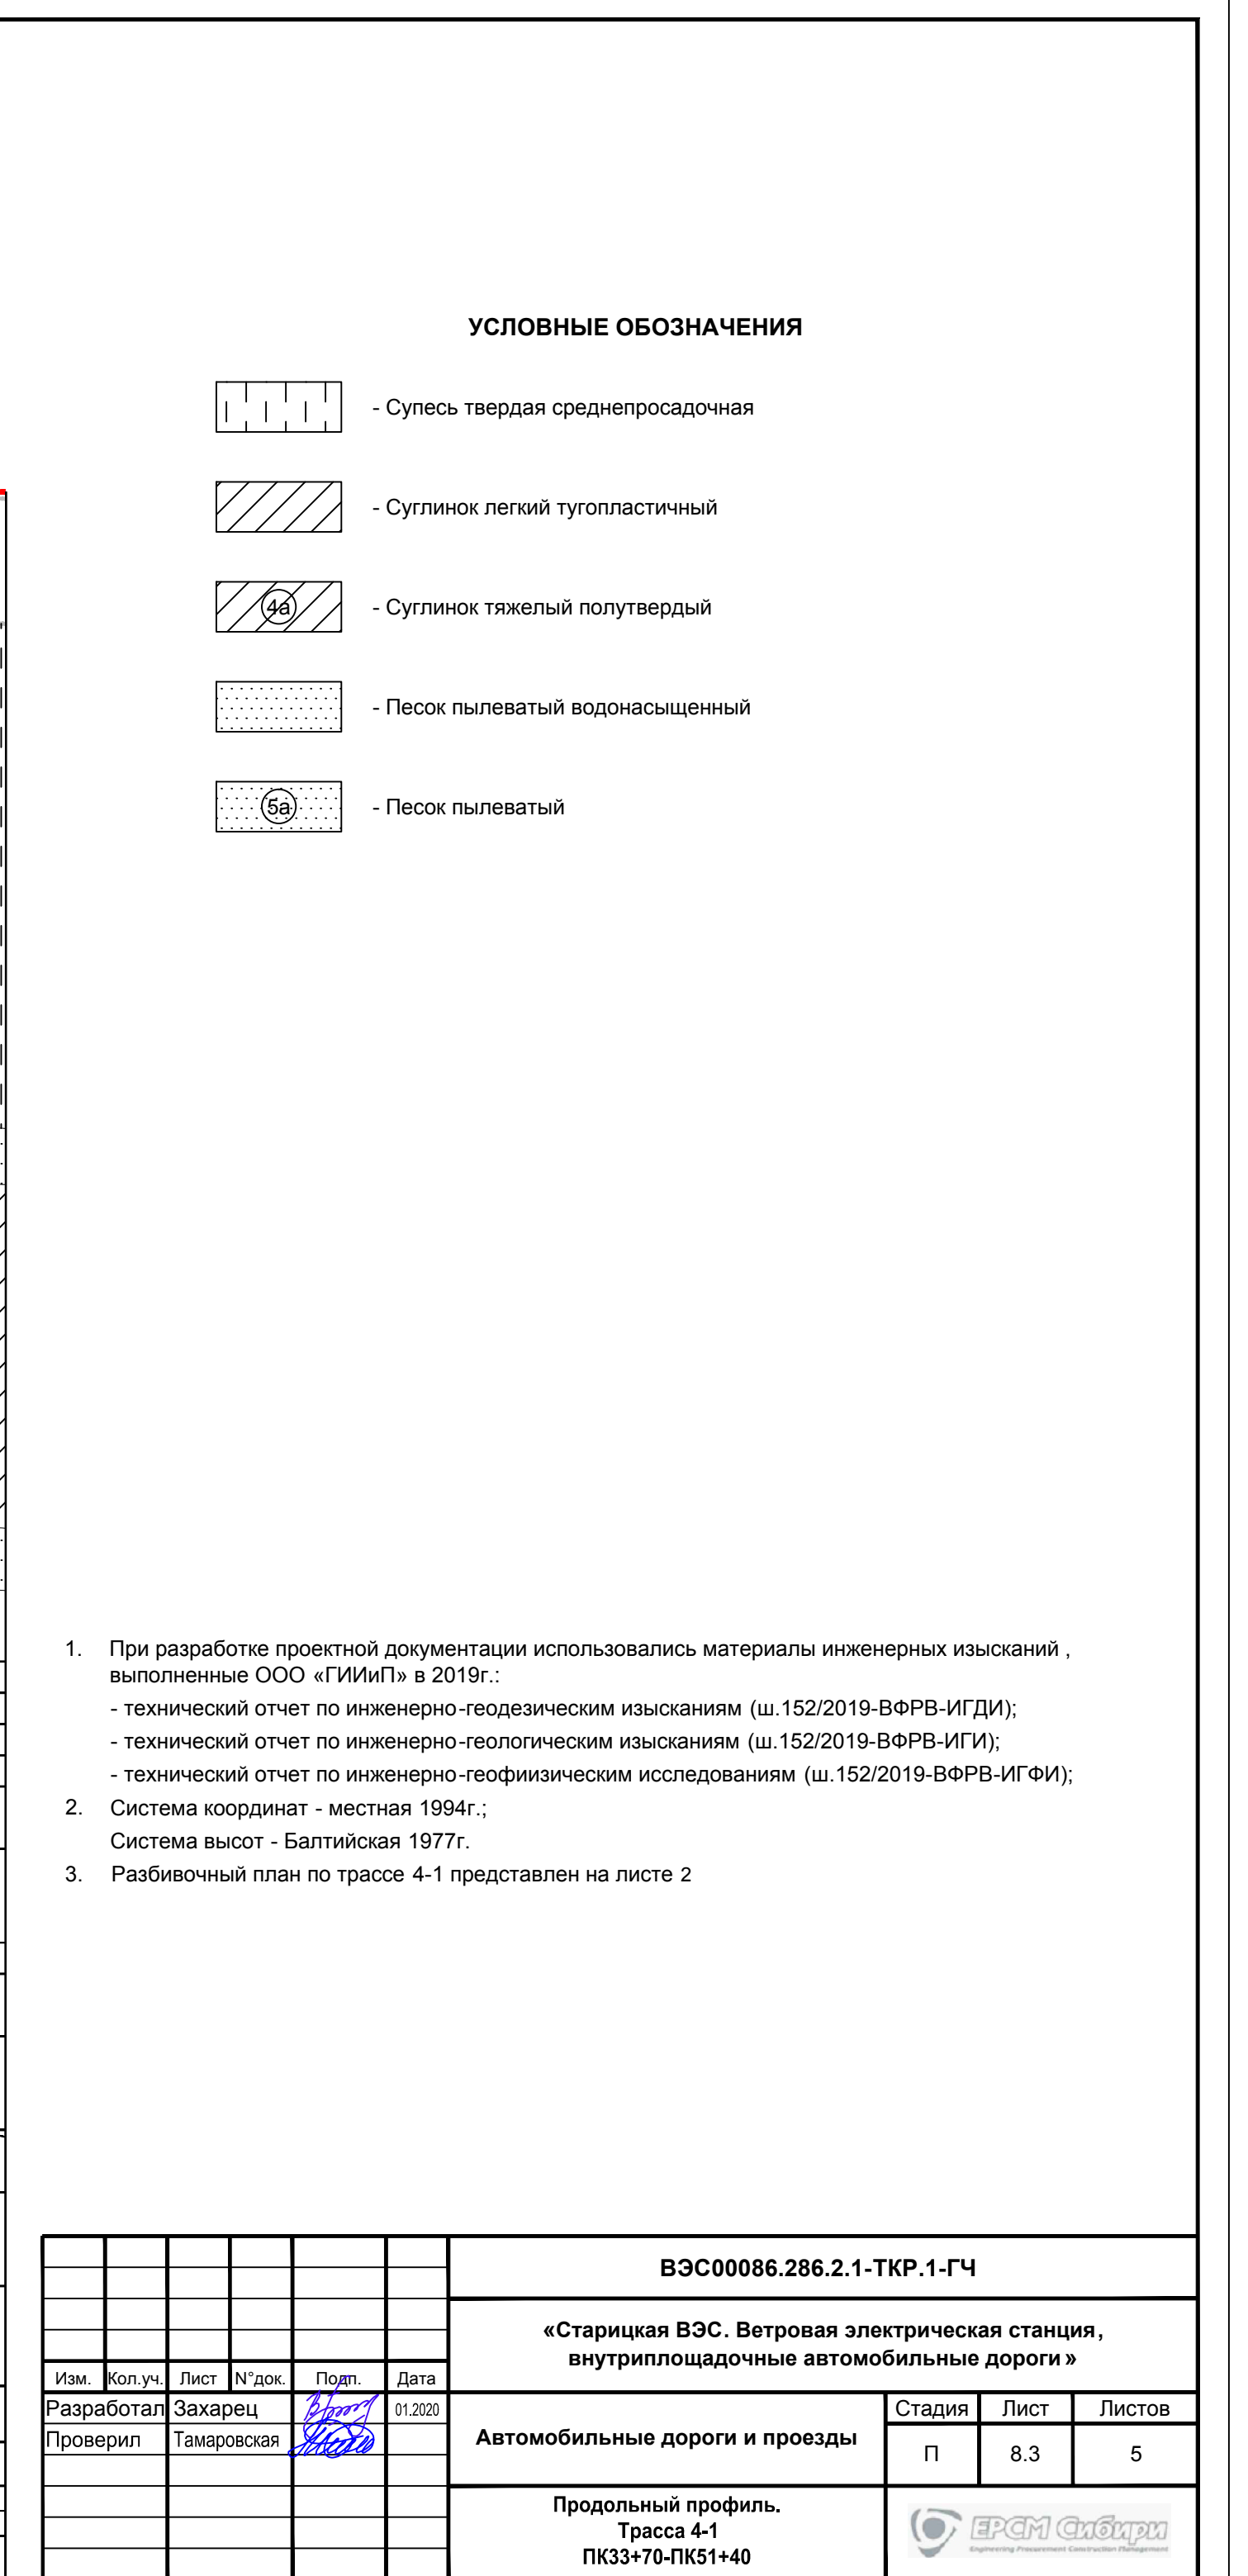 УСЛОВНЫЕ ОБОЗНАЧЕНИЯ
- Супесь твердая среднепросадочная
- Суглинок легкий тугопластичный
4а
- Суглинок тяжелый полутвердый
- Песок пылеватый водонасыщенный
5а
- Песок пылеватый
1. При разработке проектной документации использовались материалы инженерных изысканий ,
выполненные ООО «ГИИиП» в 2019г.:
- технический отчет по инженерно-геодезическим изысканиям (ш.152/2019-ВФРВ-ИГДИ);
- технический отчет по инженерно-геологическим изысканиям (ш.152/2019-ВФРВ-ИГИ);
- технический отчет по инженерно-геофиизическим исследованиям (ш.152/2019-ВФРВ-ИГФИ);
2. Система координат - местная 1994г.;
Система высот - Балтийская 1977г.
3. Разбивочный план по трассе 4-1 представлен на листе 2
ВЭС00086.286.2.1-ТКР.1-ГЧ
«Старицкая ВЭС. Ветровая электрическая станция,
внутриплощадочные автомобильные дороги»
Изм. Кол.уч. Лист N°док. Подп. Дата
Разработал Захарец 01.2020
Проверил Тамаровская
Автомобильные дороги и проезды
Стадия Лист Листов
П 8.3 5
Продольный профиль.
Трасса 4-1
ПК33+70-ПК51+40
EPCM Сибири
Engineering Procurement Construction Management